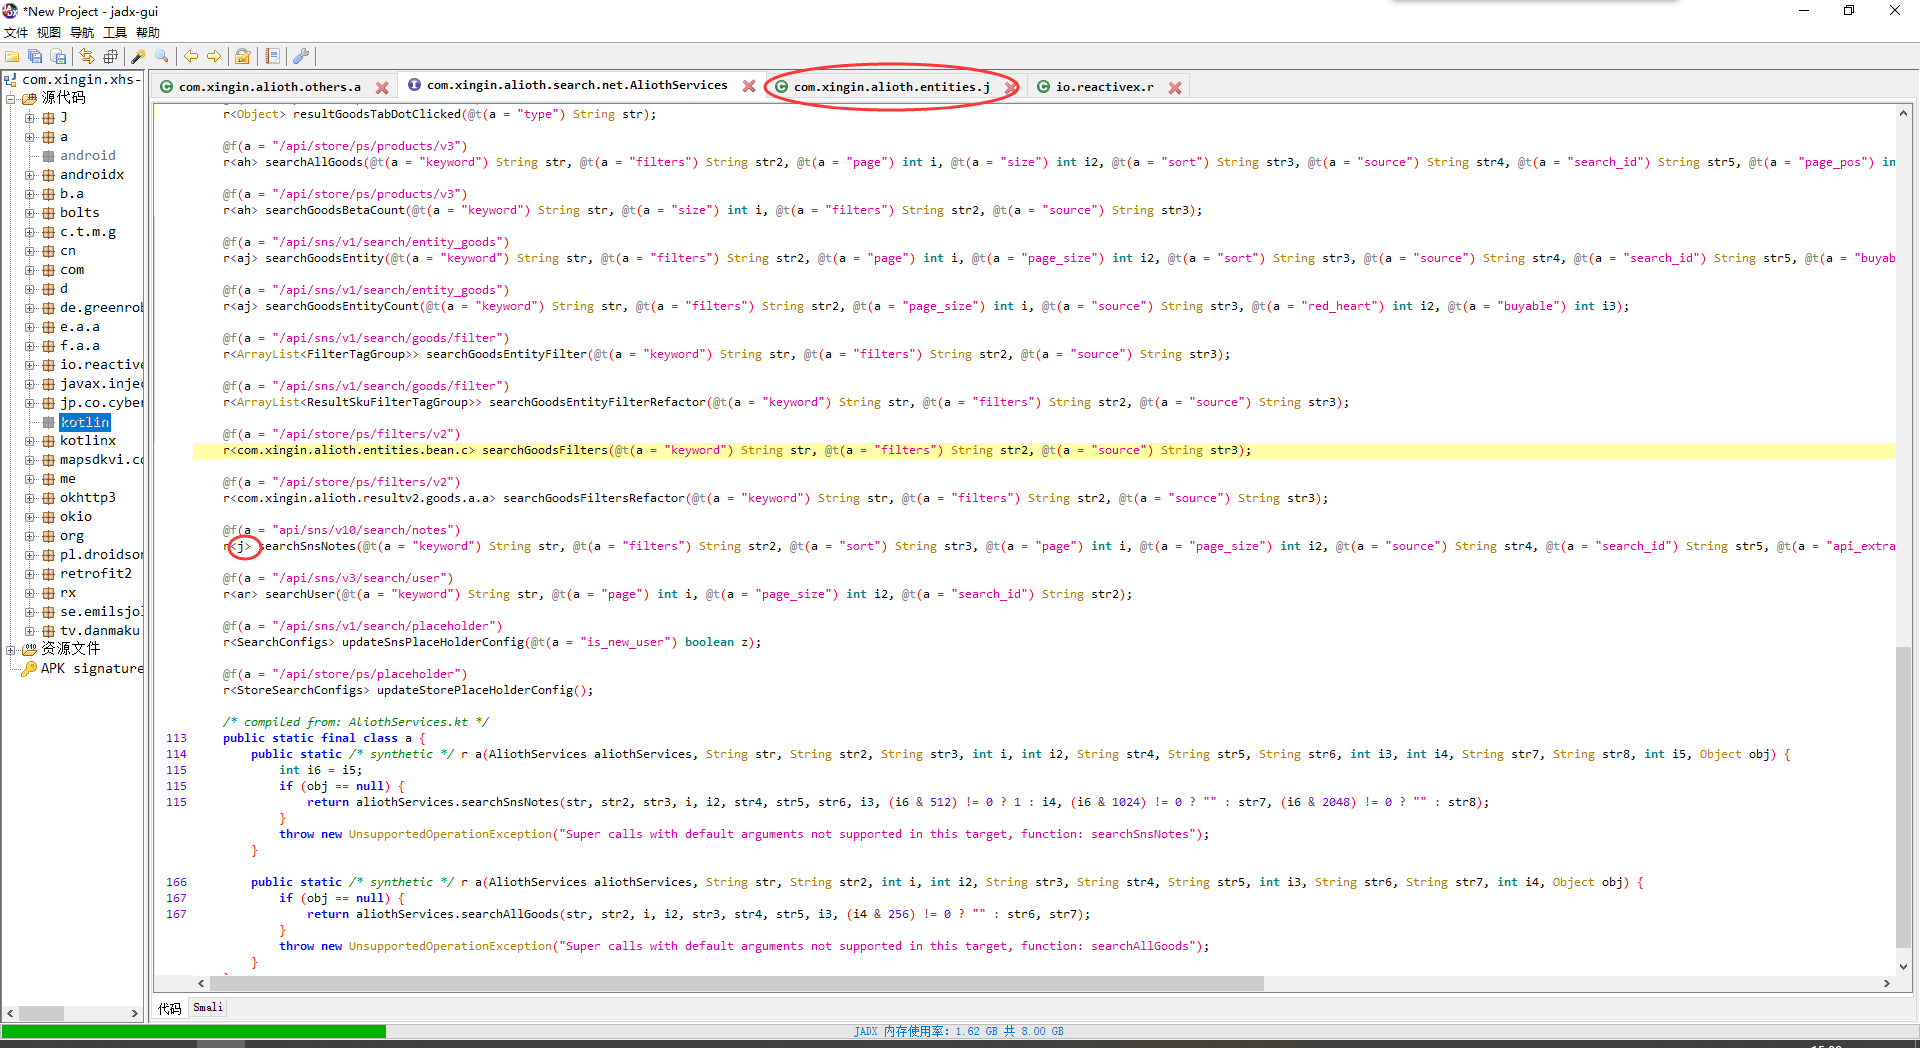 *New Project - jadx-gui
文件 视图 导航 工具 帮助
com.xingin.xhs-
源代码
J
a
android
androidx
b.a
bolts
c.t.m.g
cn
com
d
de.greenrob
e.a.a
f.a.a
io.reactive
javax.injec
jp.co.cyber
kotlin
kotlinx
mapsdkvi.co
me
okhttp3
okio
org
pl.droidson
retrofit2
rx
se.emilsjol
tv.danmaku.
资源文件
APK signature
com.xingin.alioth.others.a com.xingin.alioth.search.net.AliothServices com.xingin.alioth.entities.j io.reactivex.r
r<Object> resultGoodsTabDotClicked(@t(a = "type") String str);
@f(a = "/api/store/ps/products/v3")
r<ah> searchAllGoods(@t(a = "keyword") String str, @t(a = "filters") String str2, @t(a = "page") int i, @t(a = "size") int i2, @t(a = "sort") String str3, @t(a = "source") String str4, @t(a = "search_id") String str5, @t(a = "page_pos") in
@f(a = "/api/store/ps/products/v3")
r<ah> searchGoodsBetaCount(@t(a = "keyword") String str, @t(a = "size") int i, @t(a = "filters") String str2, @t(a = "source") String str3);
@f(a = "/api/sns/v1/search/entity_goods")
r<aj> searchGoodsEntity(@t(a = "keyword") String str, @t(a = "filters") String str2, @t(a = "page") int i, @t(a = "page_size") int i2, @t(a = "sort") String str3, @t(a = "source") String str4, @t(a = "search_id") String str5, @t(a = "buyab
@f(a = "/api/sns/v1/search/entity_goods")
r<aj> searchGoodsEntityCount(@t(a = "keyword") String str, @t(a = "filters") String str2, @t(a = "page_size") int i, @t(a = "source") String str3, @t(a = "red_heart") int i2, @t(a = "buyable") int i3);
@f(a = "/api/sns/v1/search/goods/filter")
r<ArrayList<FilterTagGroup>> searchGoodsEntityFilter(@t(a = "keyword") String str, @t(a = "filters") String str2, @t(a = "source") String str3);
@f(a = "/api/sns/v1/search/goods/filter")
r<ArrayList<ResultSkuFilterTagGroup>> searchGoodsEntityFilterRefactor(@t(a = "keyword") String str, @t(a = "filters") String str2, @t(a = "source") String str3);
@f(a = "/api/store/ps/filters/v2")
r<com.xingin.alioth.entities.bean.c> searchGoodsFilters(@t(a = "keyword") String str, @t(a = "filters") String str2, @t(a = "source") String str3);
@f(a = "/api/store/ps/filters/v2")
r<com.xingin.alioth.resultv2.goods.a.a> searchGoodsFiltersRefactor(@t(a = "keyword") String str, @t(a = "filters") String str2, @t(a = "source") String str3);
@f(a = "api/sns/v10/search/notes")
r<j> searchSnsNotes(@t(a = "keyword") String str, @t(a = "filters") String str2, @t(a = "sort") String str3, @t(a = "page") int i, @t(a = "page_size") int i2, @t(a = "source") String str4, @t(a = "search_id") String str5, @t(a = "api_extra
@f(a = "/api/sns/v3/search/user")
r<ar> searchUser(@t(a = "keyword") String str, @t(a = "page") int i, @t(a = "page_size") int i2, @t(a = "search_id") String str2);
@f(a = "/api/sns/v1/search/placeholder")
r<SearchConfigs> updateSnsPlaceHolderConfig(@t(a = "is_new_user") boolean z);
@f(a = "/api/store/ps/placeholder")
r<StoreSearchConfigs> updateStorePlaceHolderConfig();
/* compiled from: AliothServices.kt */
113 public static final class a {
114 public static /* synthetic */ r a(AliothServices aliothServices, String str, String str2, String str3, int i, int i2, String str4, String str5, String str6, int i3, int i4, String str7, String str8, int i5, Object obj) {
115 int i6 = i5;
115 if (obj == null) {
115 return aliothServices.searchSnsNotes(str, str2, str3, i, i2, str4, str5, str6, i3, (i6 & 512) != 0 ? 1 : i4, (i6 & 1024) != 0 ? "" : str7, (i6 & 2048) != 0 ? "" : str8);
}
throw new UnsupportedOperationException("Super calls with default arguments not supported in this target, function: searchSnsNotes");
}
166 public static /* synthetic */ r a(AliothServices aliothServices, String str, String str2, int i, int i2, String str3, String str4, String str5, int i3, String str6, String str7, int i4, Object obj) {
167 if (obj == null) {
167 return aliothServices.searchAllGoods(str, str2, i, i2, str3, str4, str5, i3, (i4 & 256) != 0 ? "" : str6, str7);
}
throw new UnsupportedOperationException("Super calls with default arguments not supported in this target, function: searchAllGoods");
}
代码 Smali
JADX 内存使用率: 1.62 GB 共 8.00 GB